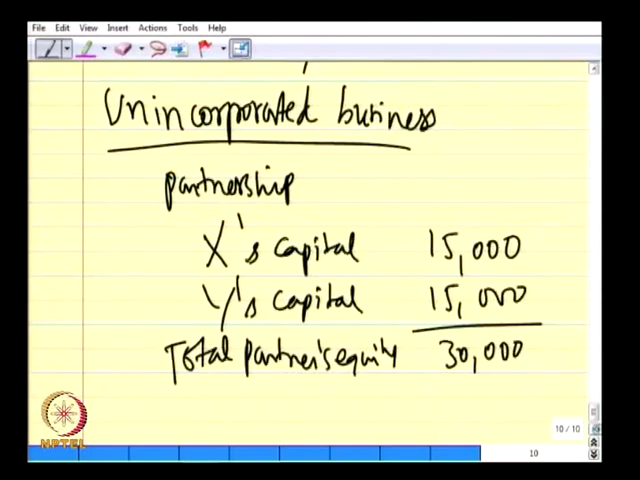 File Edit View Insert Actions Tools Help
Unincorporated business
partnership
X's capital 15,000
Y's capital 15,000
Total partner's equity 30,000
NPTEL
10/10
10